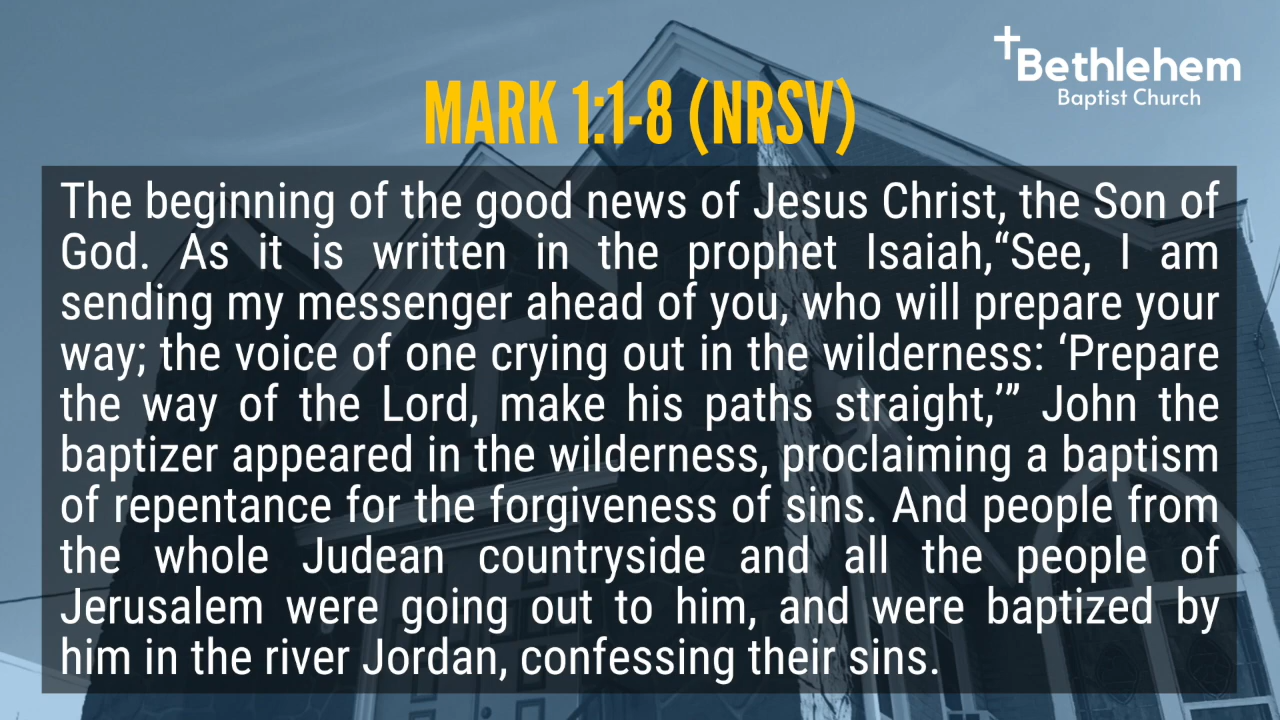 Bethlehem
Baptist Church
MARK 1:1-8 (NRSV)
The beginning of the good news of Jesus Christ, the Son of
God. As it is written in the prophet Isaiah,“See, I am
sending my messenger ahead of you, who will prepare your
way; the voice of one crying out in the wilderness: ‘Prepare
the way of the Lord, make his paths straight,’” John the
baptizer appeared in the wilderness, proclaiming a baptism
of repentance for the forgiveness of sins. And people from
the whole Judean countryside and all the people of
Jerusalem were going out to him, and were baptized by
him in the river Jordan, confessing their sins.